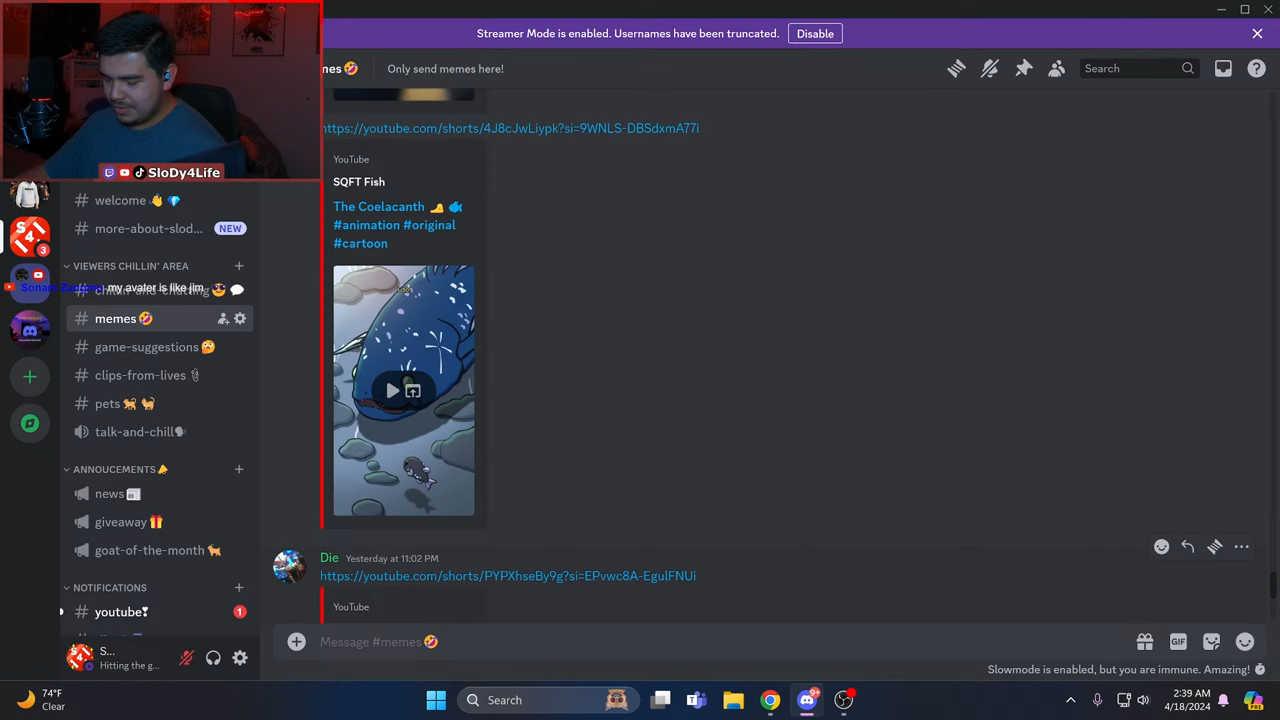 Streamer Mode is enabled. Usernames have been truncated.
Disable
mes🤣
Only send memes here!
Search
https://youtube.com/shorts/4J8cJwLiypk?si=9WNLS-DBSdxmA77i
YouTube
SQFT Fish
The Coelacanth 🦶 🐟
#animation #original
#cartoon
SloDy4Life
S4L
3
welcome 👋 💎
more-about-slod...
NEW
VIEWERS CHILLIN' AREA
Sonam my avater is like jim
memes🤣
game-suggestions🤔
clips-from-lives 🖇
pets 🐕 🐈
talk-and-chill🗣
ANNOUCEMENTS🔔
news📰
giveaway🎁
goat-of-the-month 🐐
NOTIFICATIONS
youtube❣
1
S...
Hitting the g...
Die Yesterday at 11:02 PM
https://youtube.com/shorts/PYPXhseBy9g?si=EPvwc8A-EgulFNUi
YouTube
Message #memes🤣
GIF
Slowmode is enabled, but you are immune. Amazing!
74°F
Clear
Search
2:39 AM
4/18/2024